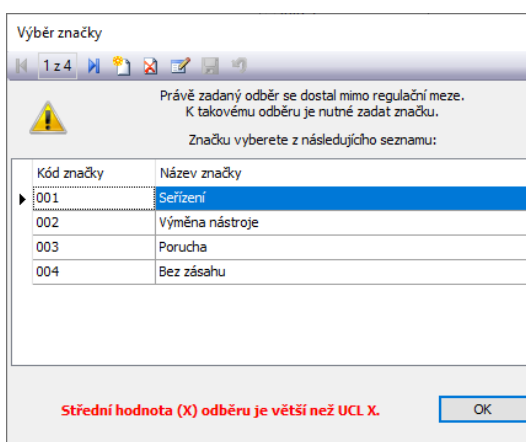 Výběr značky
1 z 4
Právě zadaný odběr se dostal mimo regulační meze.
K takovému odběru je nutné zadat značku.
Značku vyberete z následujícího seznamu:
Kód značky Název značky
001 Seřízení
002 Výměna nástroje
003 Porucha
004 Bez zásahu
Střední hodnota (X) odběru je větší než UCL X.
OK